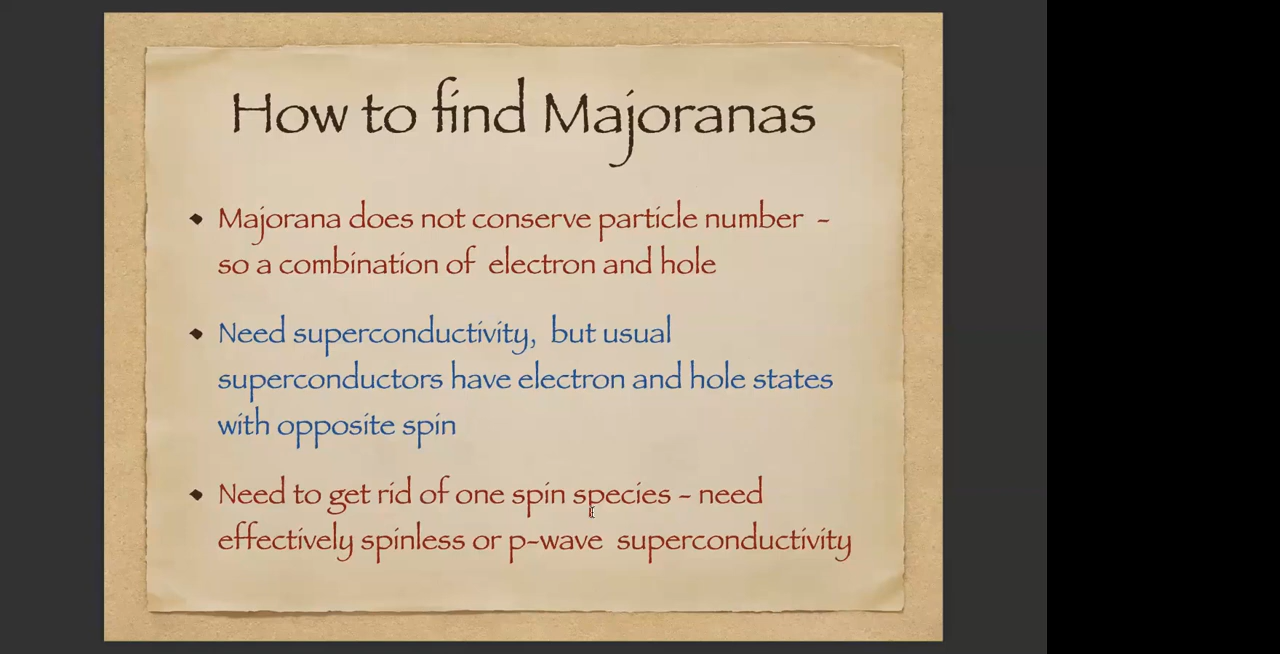 How to find Majoranas
Majorana does not conserve particle number -
so a combination of electron and hole
Need superconductivity, but usual
superconductors have electron and hole states
with opposite spin
Need to get rid of one spin species - need
effectively spinless or p-wave superconductivity